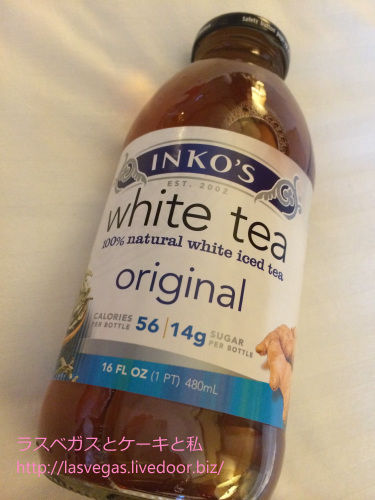 INKO'S
EST. 2002
white tea
100% natural white iced tea
original
CALORIES PER BOTTLE 56 | 14g SUGAR PER BOTTLE
16 FL OZ (1 PT) 480mL
ラスベガスとケーキと私
http://lasvegas.livedoor.biz/